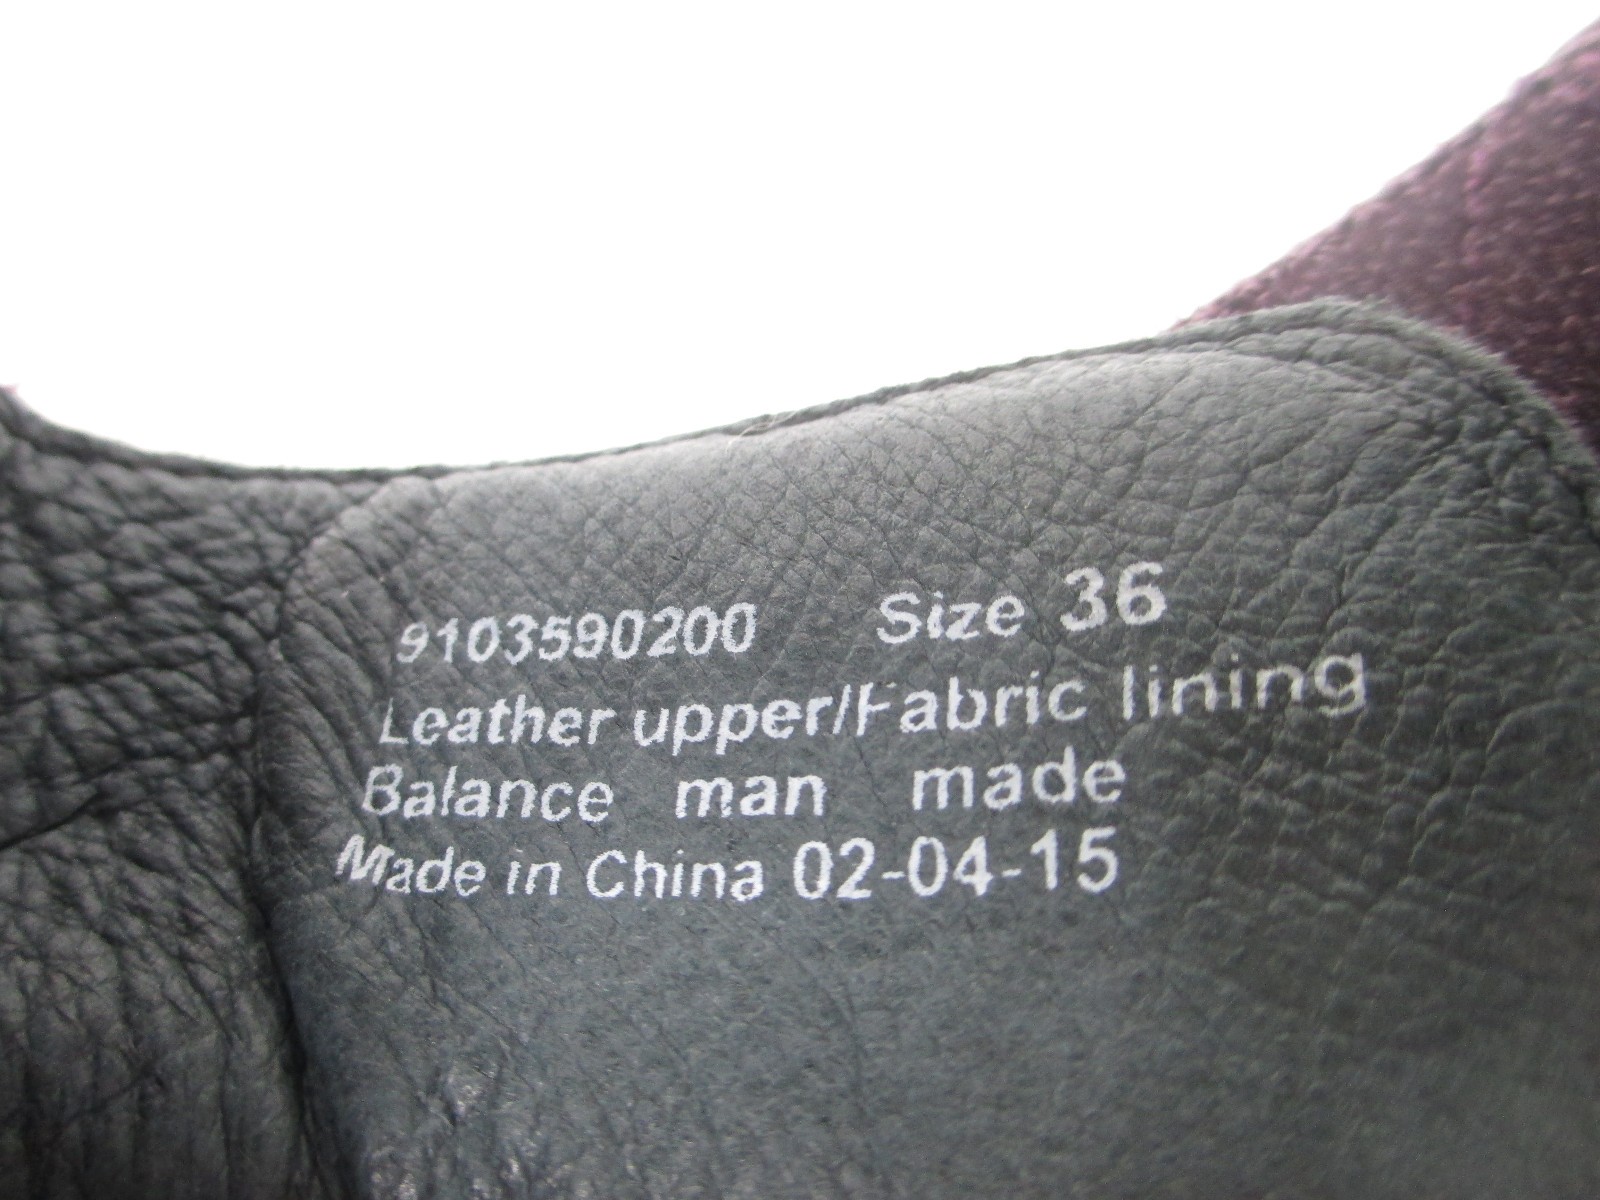 9103590200 Size 36
Leather upper/Fabric lining
Balance man made
Made in China 02-04-15